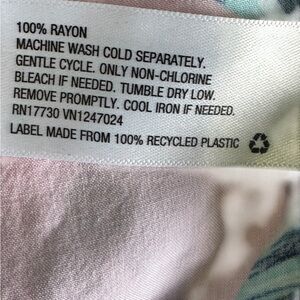 100% RAYON
MACHINE WASH COLD SEPARATELY.
GENTLE CYCLE. ONLY NON-CHLORINE
BLEACH IF NEEDED. TUMBLE DRY LOW.
REMOVE PROMPTLY. COOL IRON IF NEEDED.
RN17730 VN1247024
LABEL MADE FROM 100% RECYCLED PLASTIC